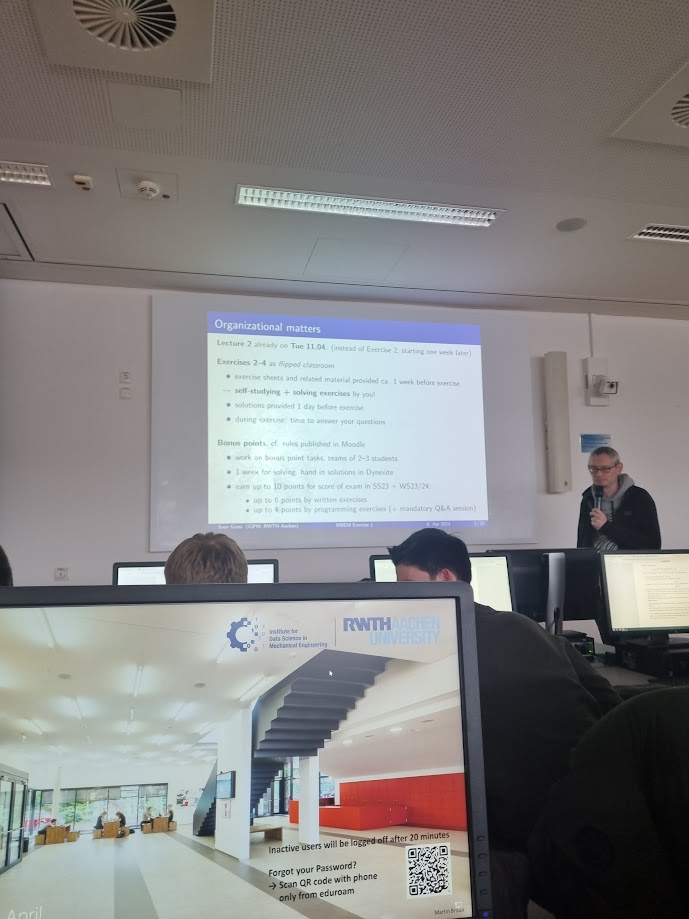 Organizational matters
Lecture 2 already on Tue 11.04. (instead of Exercise 2, starting one week later)
Exercises 2–4 as flipped classroom
exercise sheets and related material provided ca. 1 week before exercise
self-studying + solving exercises by you!
solutions provided 1 day before exercise
during exercise: time to answer your questions
Bonus points, cf. rules published in Moodle
work on bonus point tasks, teams of 2–3 students
1 week for solving, hand in solutions in Dynexite
earn up to 10 points for score of exam in SS23 + WS23/24:
up to 6 points by written exercises
up to 4 points by programming exercises (+ mandatory Q&A session)
(IGPM, RWTH Aachen)
Exercise 1
Institute for
Data Science in
Mechanical Engineering
RWTH AACHEN
UNIVERSITY
Inactive users will be logged off after 20 minutes
Forgot your Password?
→ Scan QR code with phone
only from eduroam
April
Martin Braun